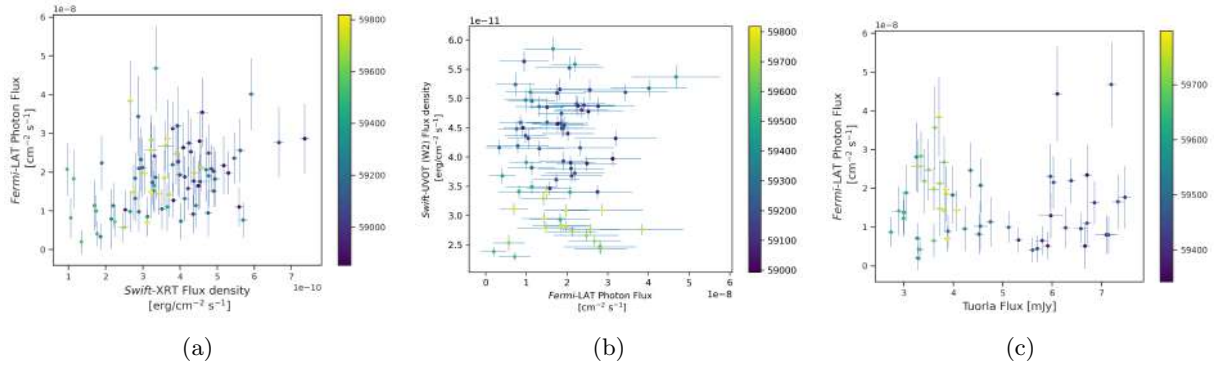 1e−8
6
5
4
3
2
1
0
1 2 3 4 5 6 7
1e−10
Swift-XRT Flux density
[erg/cm⁻² s⁻¹]
Fermi-LAT Photon Flux
[cm⁻² s⁻¹]
59800
59600
59400
59200
59000
(a)
1e−11
6.0
5.5
5.0
4.5
4.0
3.5
3.0
2.5
0 1 2 3 4 5 6
1e−8
Fermi-LAT Photon Flux
[cm⁻² s⁻¹]
Swift-UVOT (W2) Flux density
[erg/cm⁻² s⁻¹]
59800
59700
59600
59500
59400
59300
59200
59100
59000
(b)
1e−8
6
5
4
3
2
1
0
3 4 5 6 7
Tuorla Flux [mJy]
Fermi-LAT Photon Flux
[cm⁻² s⁻¹]
59700
59600
59500
59400
(c)